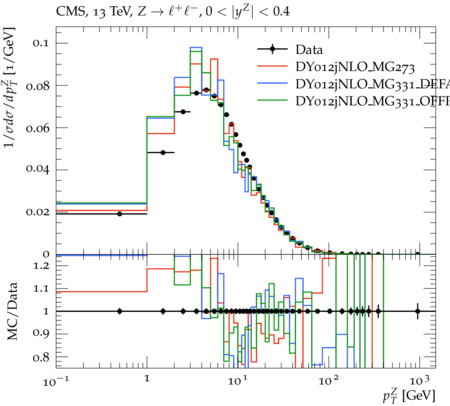 CMS, 13 TeV, Z → ℓ⁺ℓ⁻, 0 < |y^Z| < 0.4
1/σdσ/dp_T^Z [1/GeV]
Data
DY012jNLO_MG273
DY012jNLO_MG331_DEFA
DY012jNLO_MG331_OFFF
0.1
0.08
0.06
0.04
0.02
0
MC/Data
1.2
1.1
1
0.9
0.8
10⁻¹ 1 10¹ 10² 10³
p_T^Z [GeV]